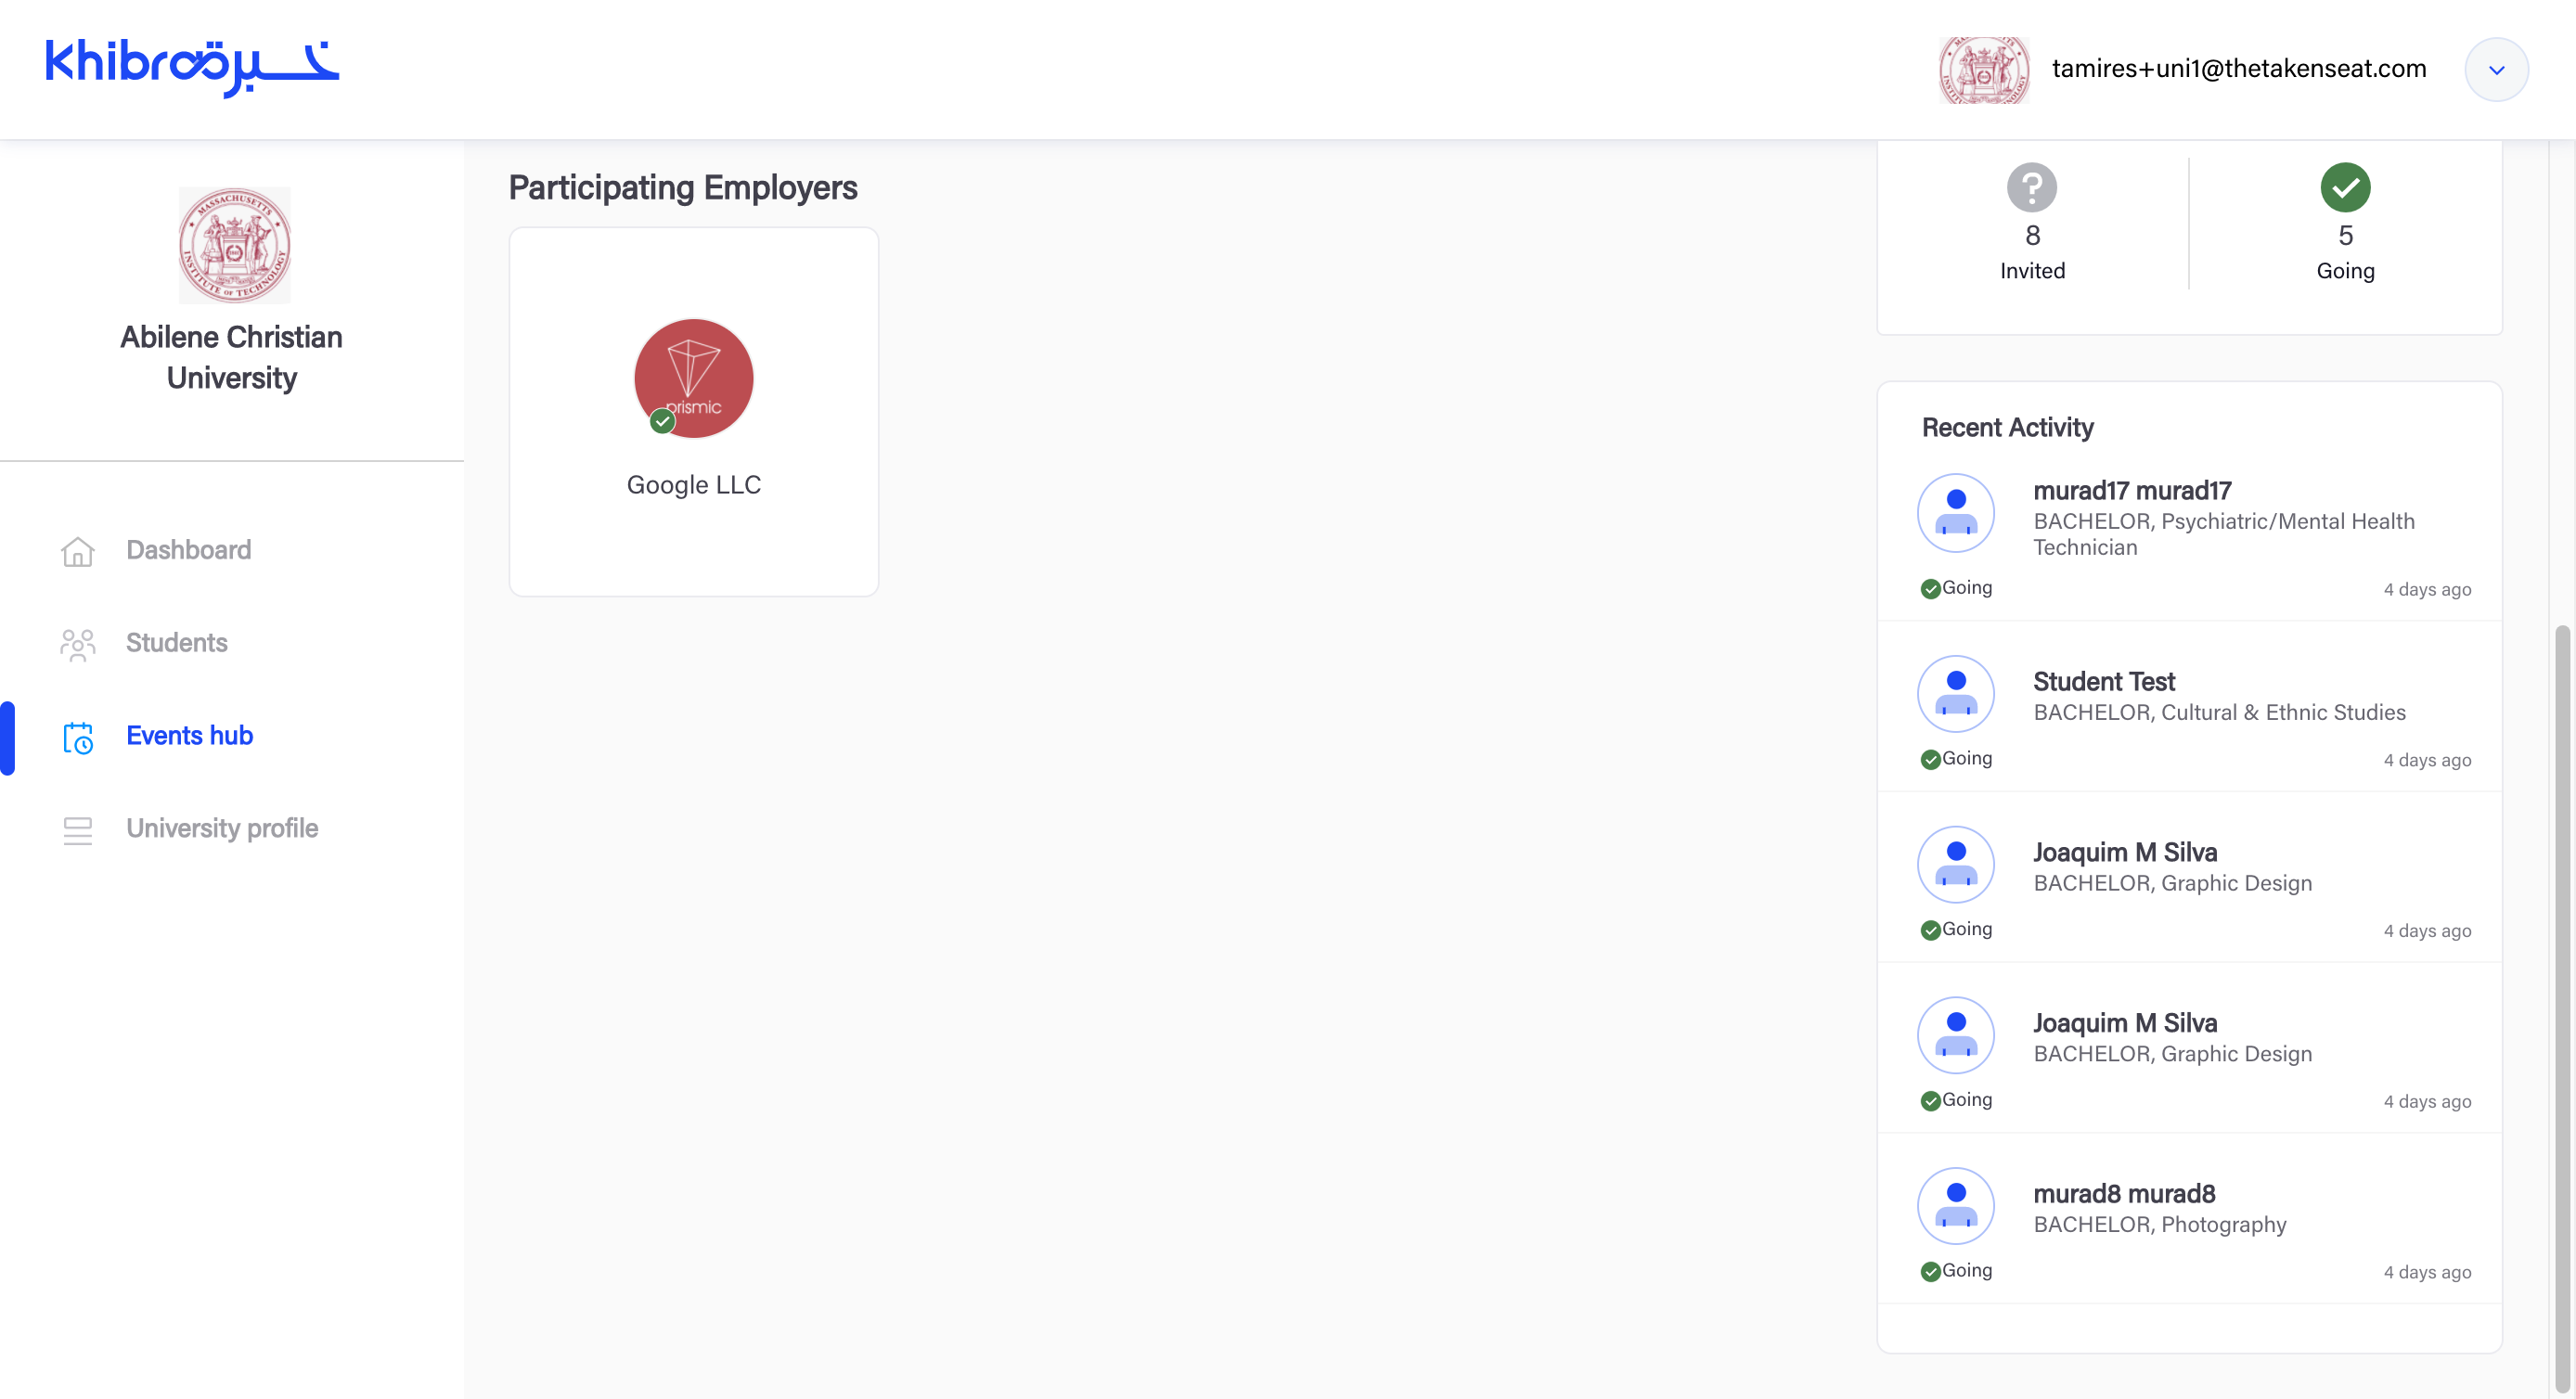 khibra خبرة
tamires+uni1@thetakenseat.com
MASSACHUSETTS
INSTITUTE OF TECHNOLOGY
Abilene Christian
University
Dashboard
Students
Events hub
University profile
Participating Employers
prismic
Google LLC
?
8
Invited
5
Going
Recent Activity
murad17 murad17
BACHELOR, Psychiatric/Mental Health
Technician
Going
4 days ago
Student Test
BACHELOR, Cultural & Ethnic Studies
Going
4 days ago
Joaquim M Silva
BACHELOR, Graphic Design
Going
4 days ago
Joaquim M Silva
BACHELOR, Graphic Design
Going
4 days ago
murad8 murad8
BACHELOR, Photography
Going
4 days ago